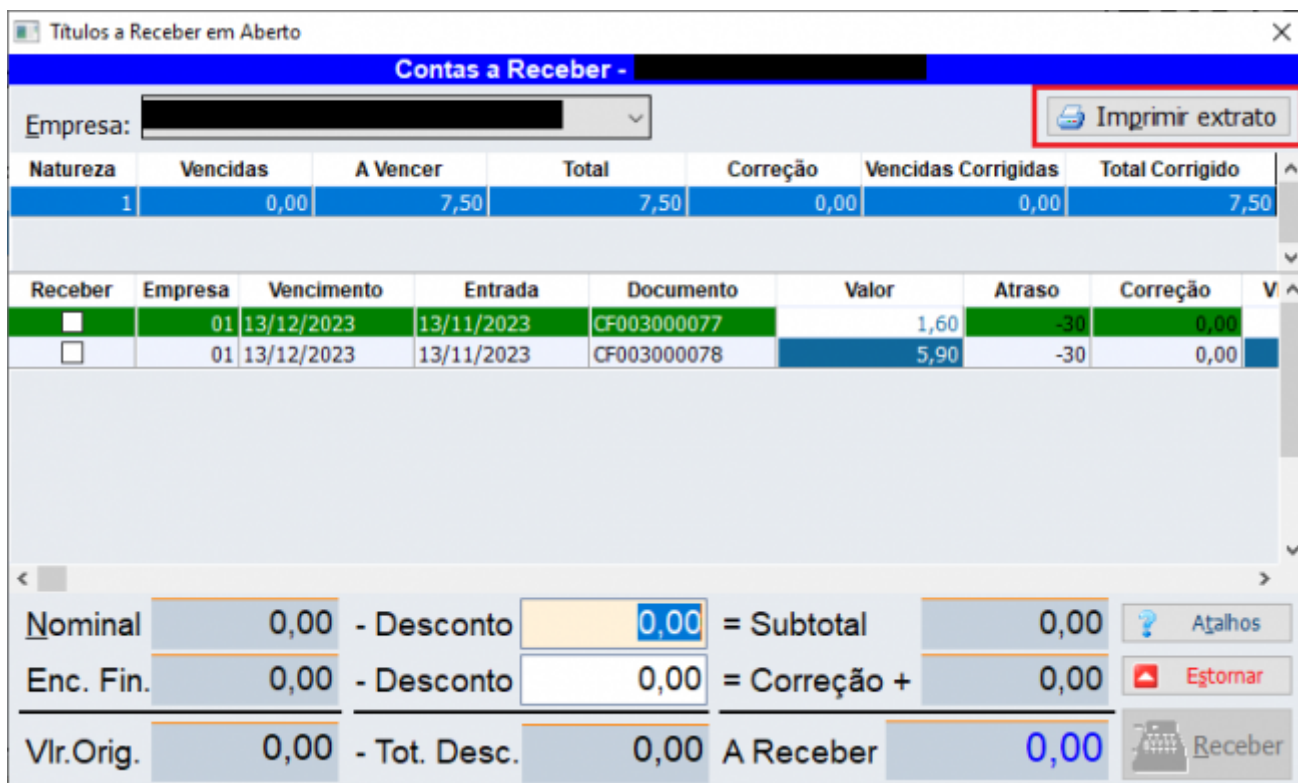 Títulos a Receber em Aberto
Contas a Receber -
Empresa: Imprimir extrato
Natureza Vencidas A Vencer Total Correção Vencidas Corrigidas Total Corrigido
1 0,00 7,50 7,50 0,00 0,00 7,50
Receber Empresa Vencimento Entrada Documento Valor Atraso Correção
01 13/12/2023 13/11/2023 CF003000077 1,60 -30 0,00
01 13/12/2023 13/11/2023 CF003000078 5,90 -30 0,00
Nominal 0,00 - Desconto 0,00 = Subtotal 0,00 Atalhos
Enc. Fin. 0,00 - Desconto 0,00 = Correção + 0,00 Estornar
Vlr.Orig. 0,00 - Tot. Desc. 0,00 A Receber 0,00 Receber